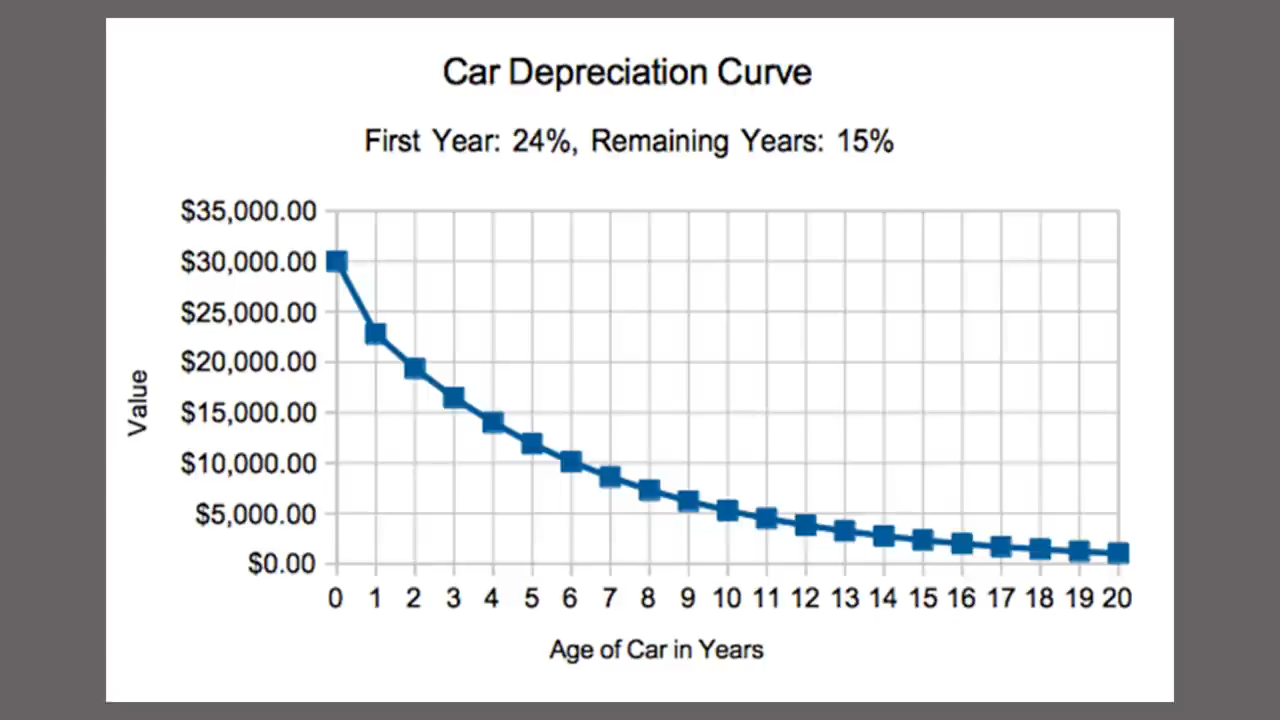 Car Depreciation Curve
First Year: 24%, Remaining Years: 15%
$35,000.00
$30,000.00
$25,000.00
$20,000.00
$15,000.00
$10,000.00
$5,000.00
$0.00
Value
0 1 2 3 4 5 6 7 8 9 10 11 12 13 14 15 16 17 18 19 20
Age of Car in Years